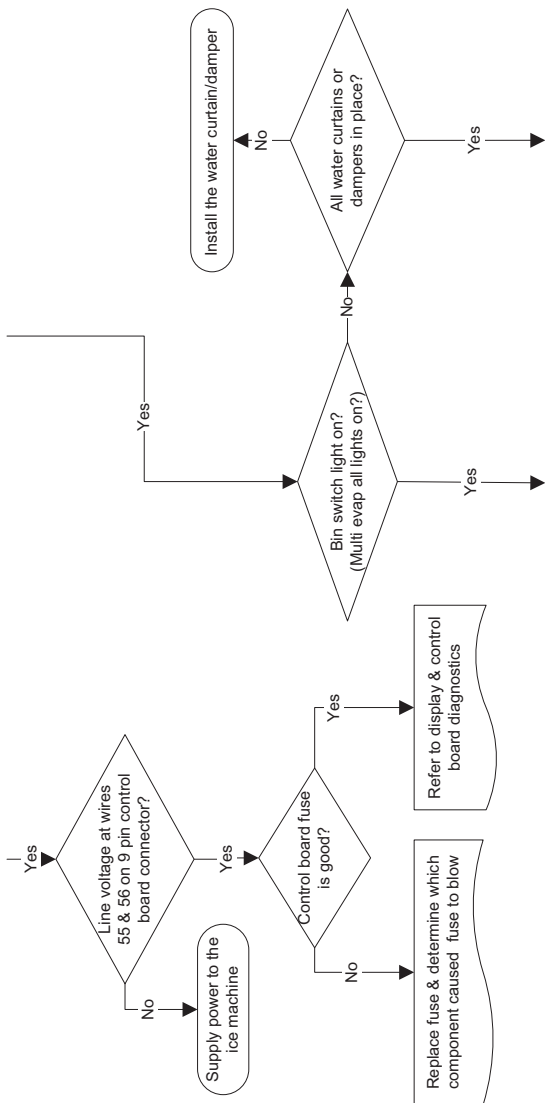 Yes
Line voltage at wires
55 & 56 on 9 pin control
board connector?
No
Supply power to the
ice machine
Yes
Control board fuse
is good?
No
Replace fuse & determine which
component caused fuse to blow
Yes
Refer to display & control
board diagnostics
Yes
Bin switch light on?
(Multi evap all lights on?)
Yes
No
All water curtains or
dampers in place?
No
Install the water curtain/damper
Yes